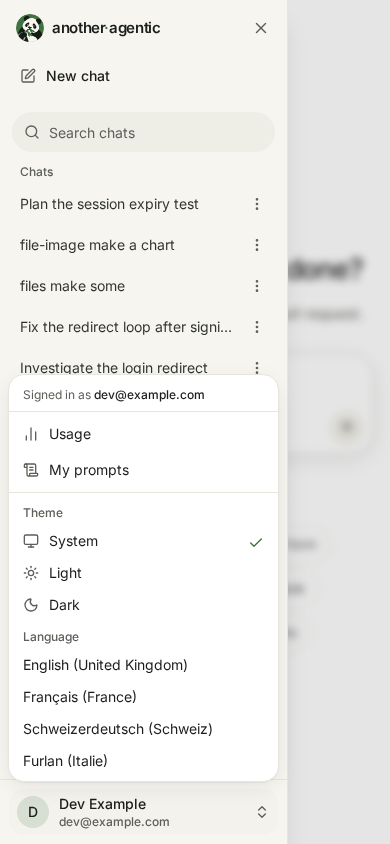 another·agentic
New chat
Search chats
Chats
Plan the session expiry test
file-image make a chart
files make some
Fix the redirect loop after signi...
Investigate the login redirect
done?
request.
Signed in as dev@example.com
Usage
My prompts
Theme
System
Light
Dark
Language
English (United Kingdom)
Français (France)
Schweizerdeutsch (Schweiz)
Furlan (Italie)
D
Dev Example
dev@example.com